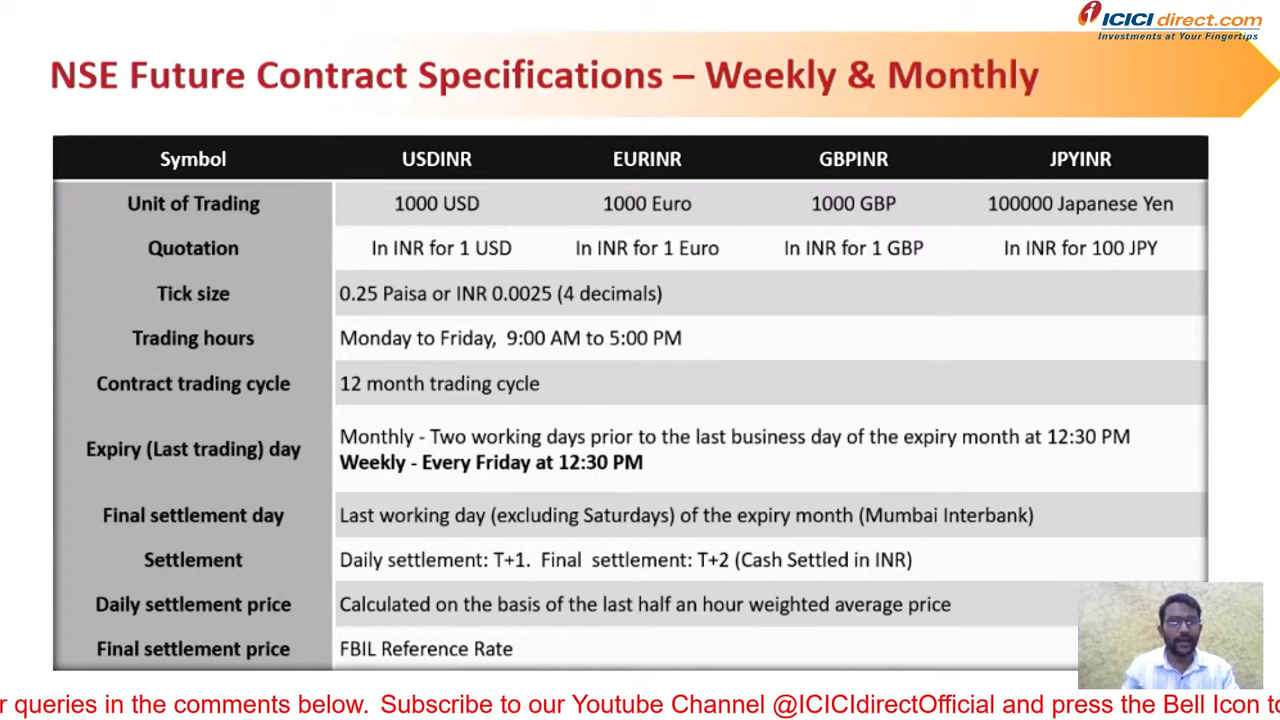 ICICI direct.com
Investments at Your Fingertips
NSE Future Contract Specifications – Weekly & Monthly
Symbol USDINR EURINR GBPINR JPYINR
Unit of Trading 1000 USD 1000 Euro 1000 GBP 100000 Japanese Yen
Quotation In INR for 1 USD In INR for 1 Euro In INR for 1 GBP In INR for 100 JPY
Tick size 0.25 Paisa or INR 0.0025 (4 decimals)
Trading hours Monday to Friday, 9:00 AM to 5:00 PM
Contract trading cycle 12 month trading cycle
Expiry (Last trading) day Monthly - Two working days prior to the last business day of the expiry month at 12:30 PM
Weekly - Every Friday at 12:30 PM
Final settlement day Last working day (excluding Saturdays) of the expiry month (Mumbai Interbank)
Settlement Daily settlement: T+1. Final settlement: T+2 (Cash Settled in INR)
Daily settlement price Calculated on the basis of the last half an hour weighted average price
Final settlement price FBIL Reference Rate
r queries in the comments below. Subscribe to our Youtube Channel @ICICIdirectOfficial and press the Bell Icon to